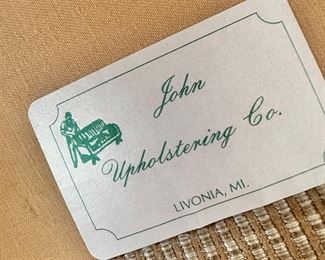 John
Upholstering Co.
LIVONIA, MI.